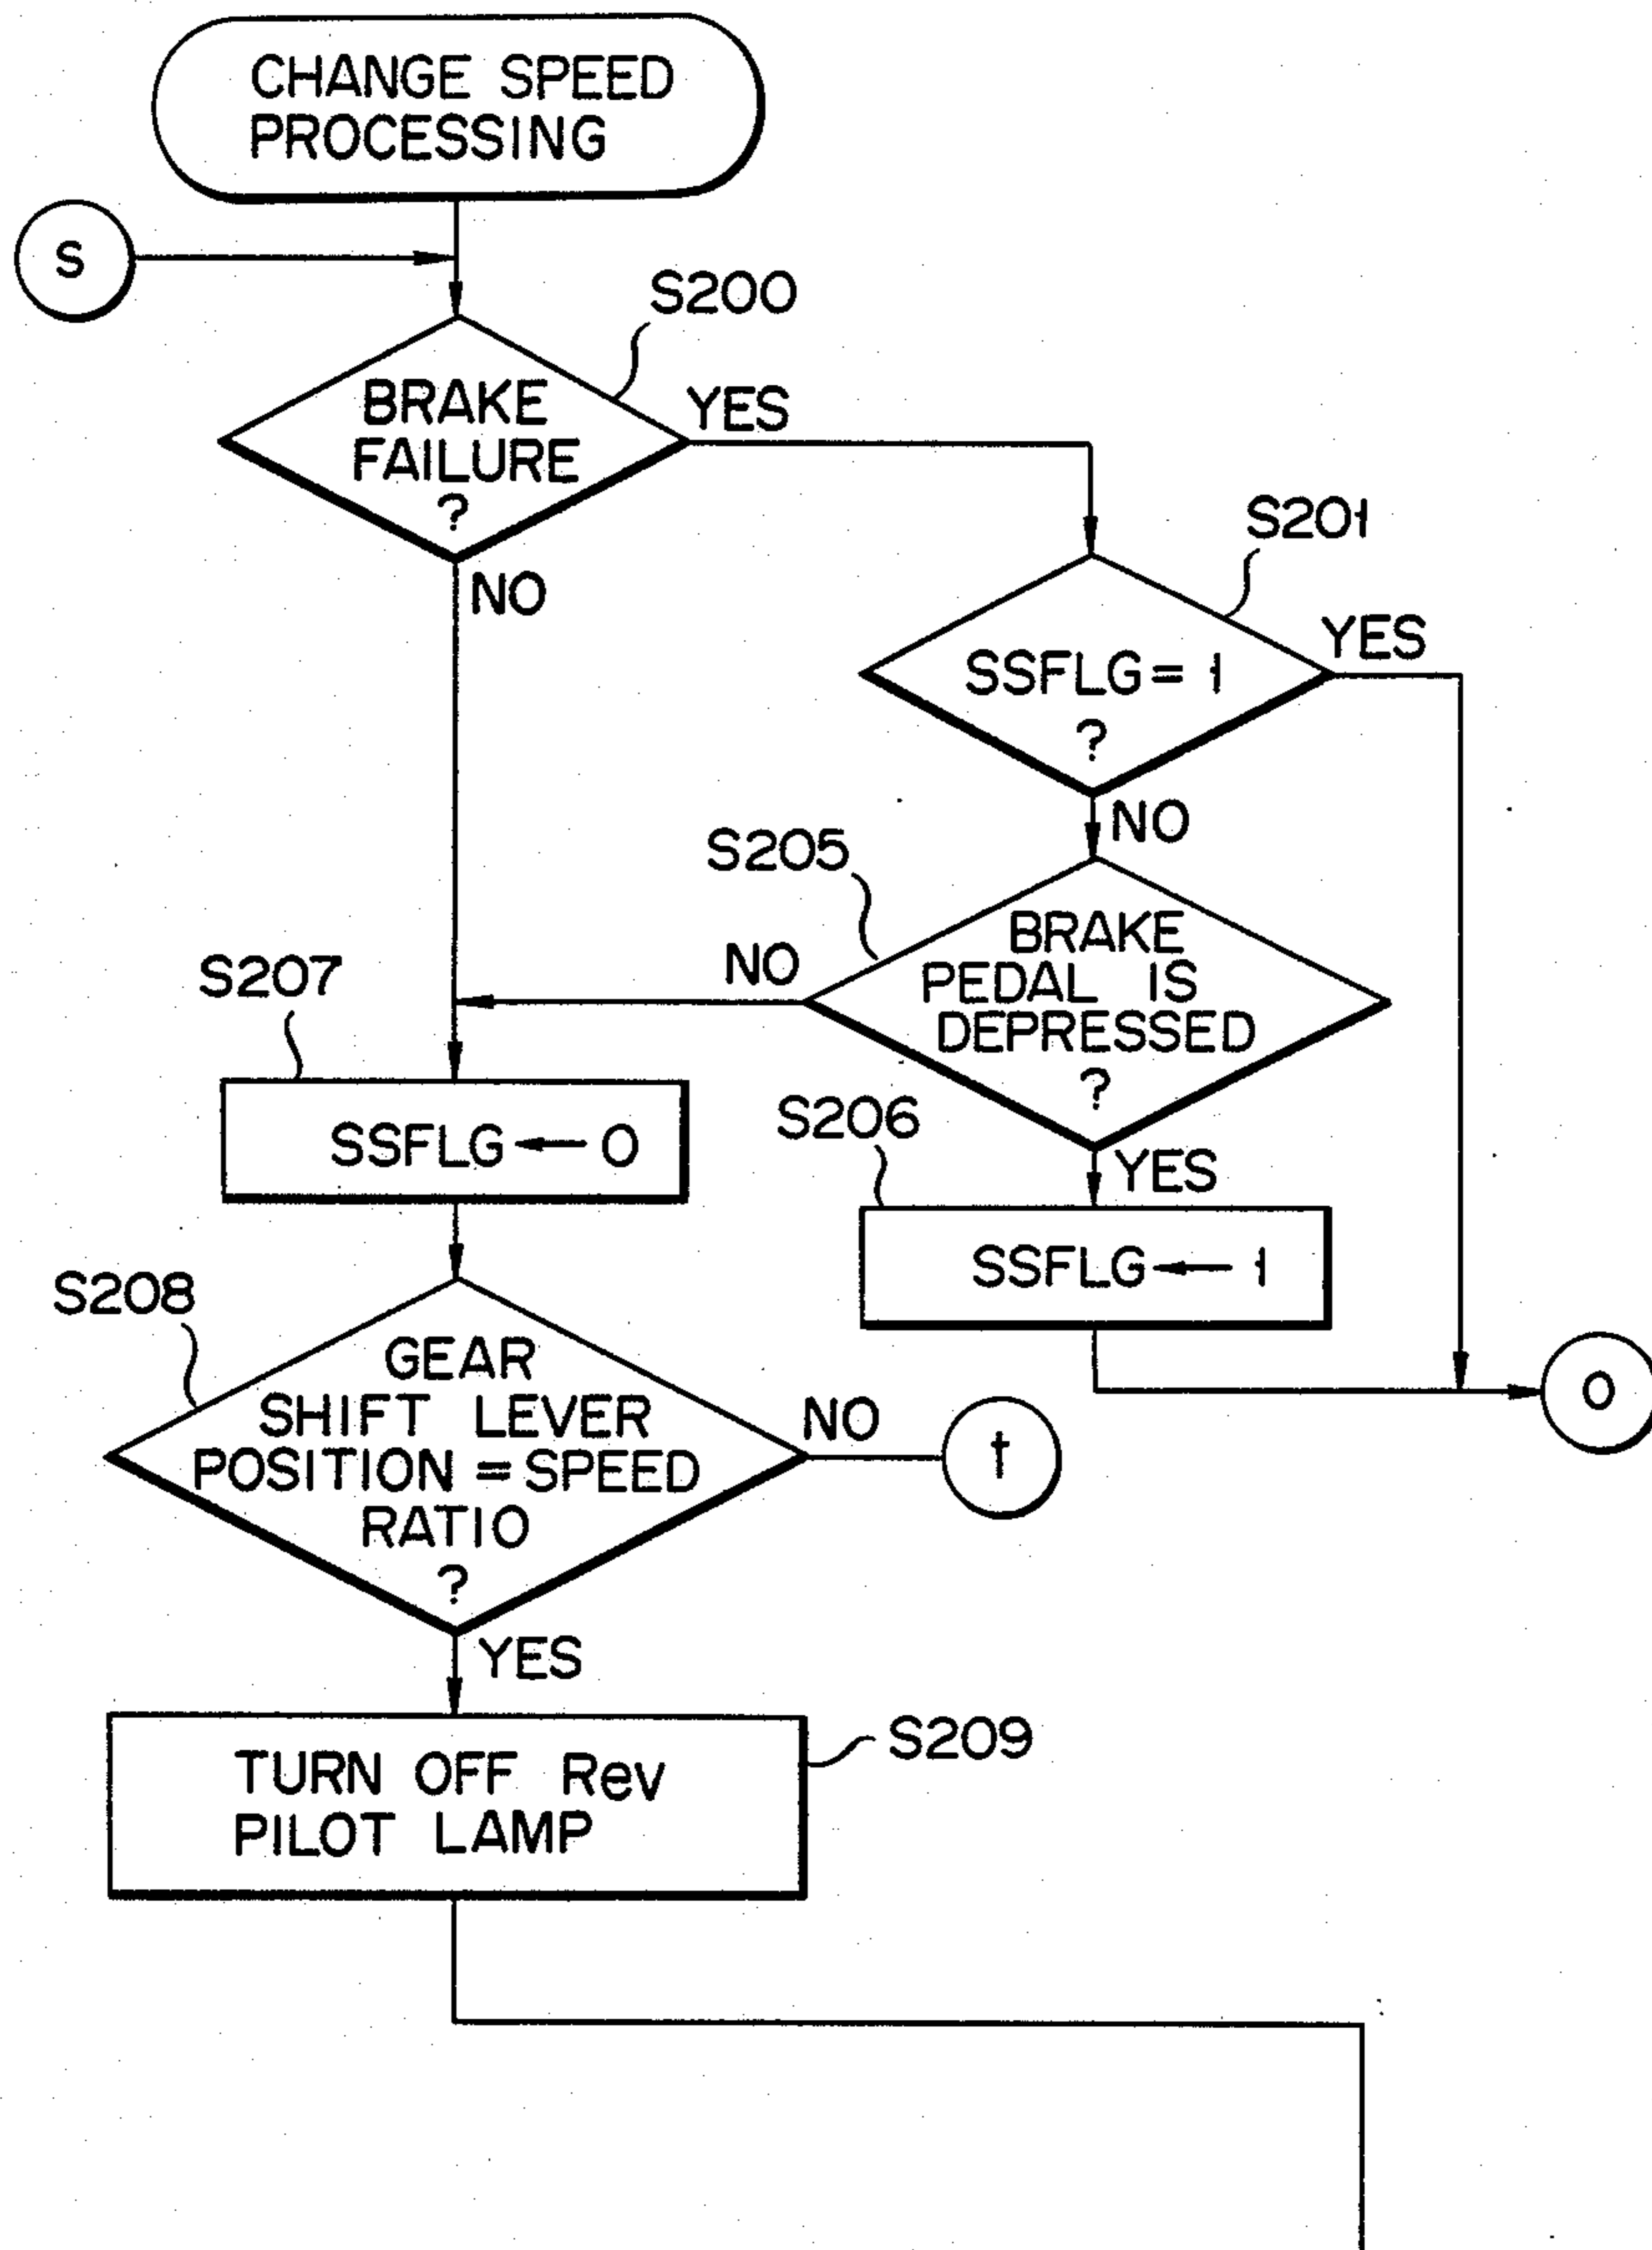 CHANGE SPEED
PROCESSING
S
S200
BRAKE
FAILURE
?
YES
NO
S201
SSFLG = 1
?
YES
NO
S205
BRAKE
PEDAL IS
DEPRESSED
?
NO
YES
S207
SSFLG ← 0
S206
SSFLG ← 1
O
S208
GEAR
SHIFT LEVER
POSITION = SPEED
RATIO
?
NO
t
YES
S209
TURN OFF Rev
PILOT LAMP